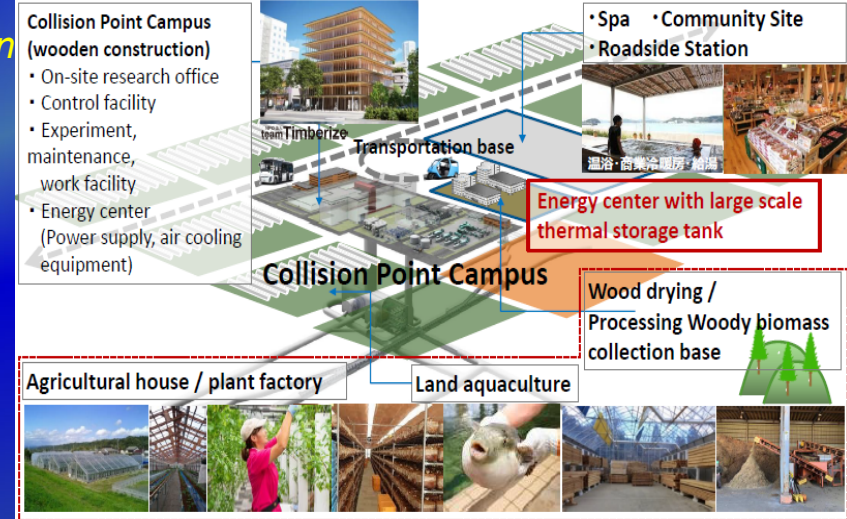 n
Collision Point Campus
(wooden construction)
・On-site research office
・Control facility
・Experiment,
maintenance,
work facility
・Energy center
(Power supply, air cooling
equipment)
team Timberize
Transportation base
・Spa ・Community Site
・Roadside Station
温浴・商業冷暖房・給湯
Energy center with large scale
thermal storage tank
Collision Point Campus
Wood drying /
Processing Woody biomass
collection base
Agricultural house / plant factory
Land aquaculture